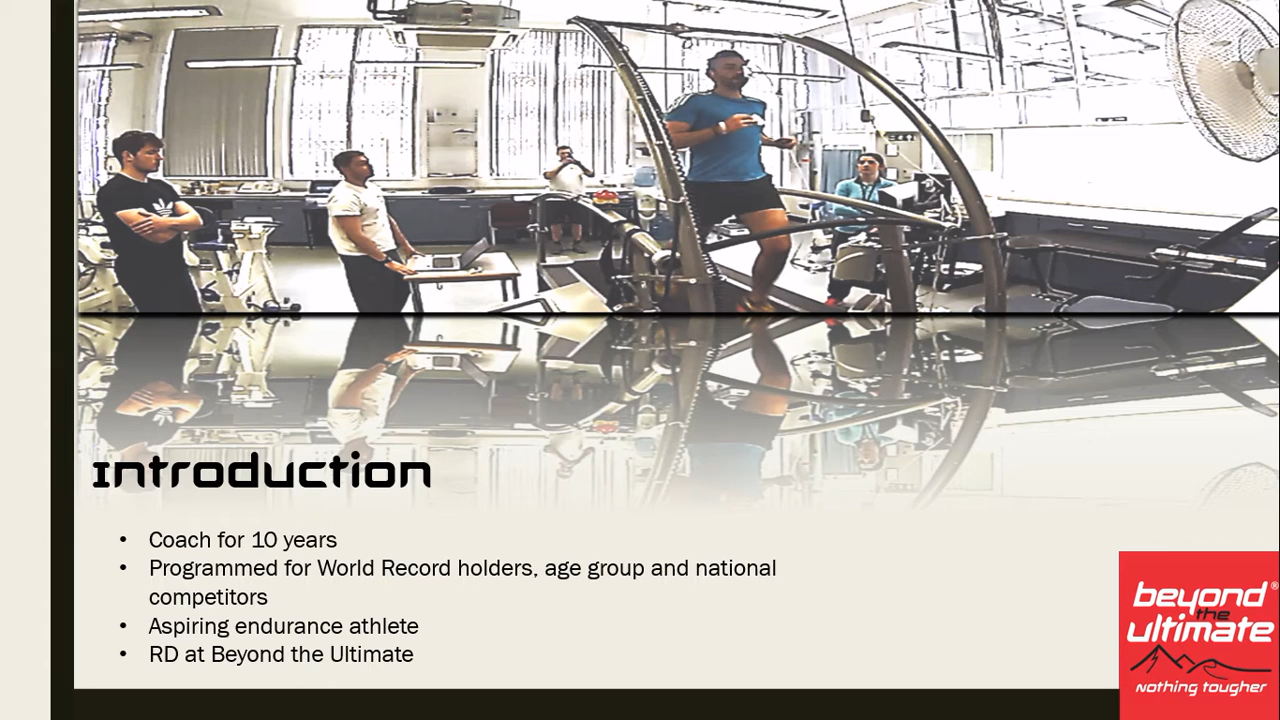 Introduction
• Coach for 10 years
• Programmed for World Record holders, age group and national
competitors
• Aspiring endurance athlete
• RD at Beyond the Ultimate
beyond®
the
ultimate
Nothing tougher